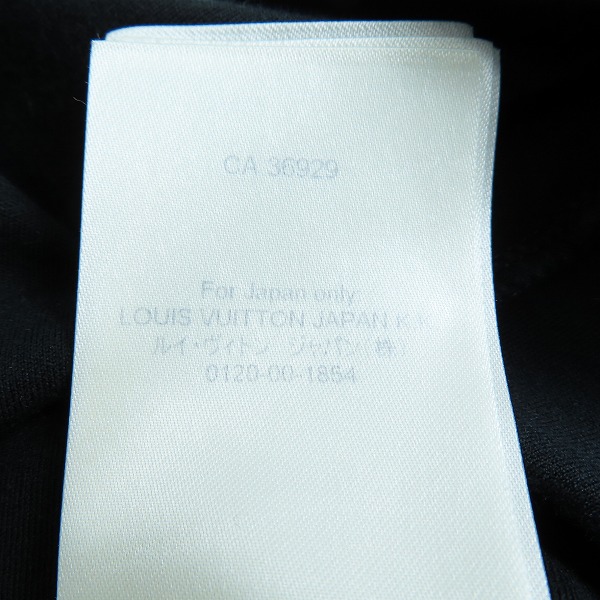 CA 36929
For Japan only
LOUIS VUITTON JAPAN K.K.
ルイ・ヴィトン ジャパン(株)
0120-00-1854